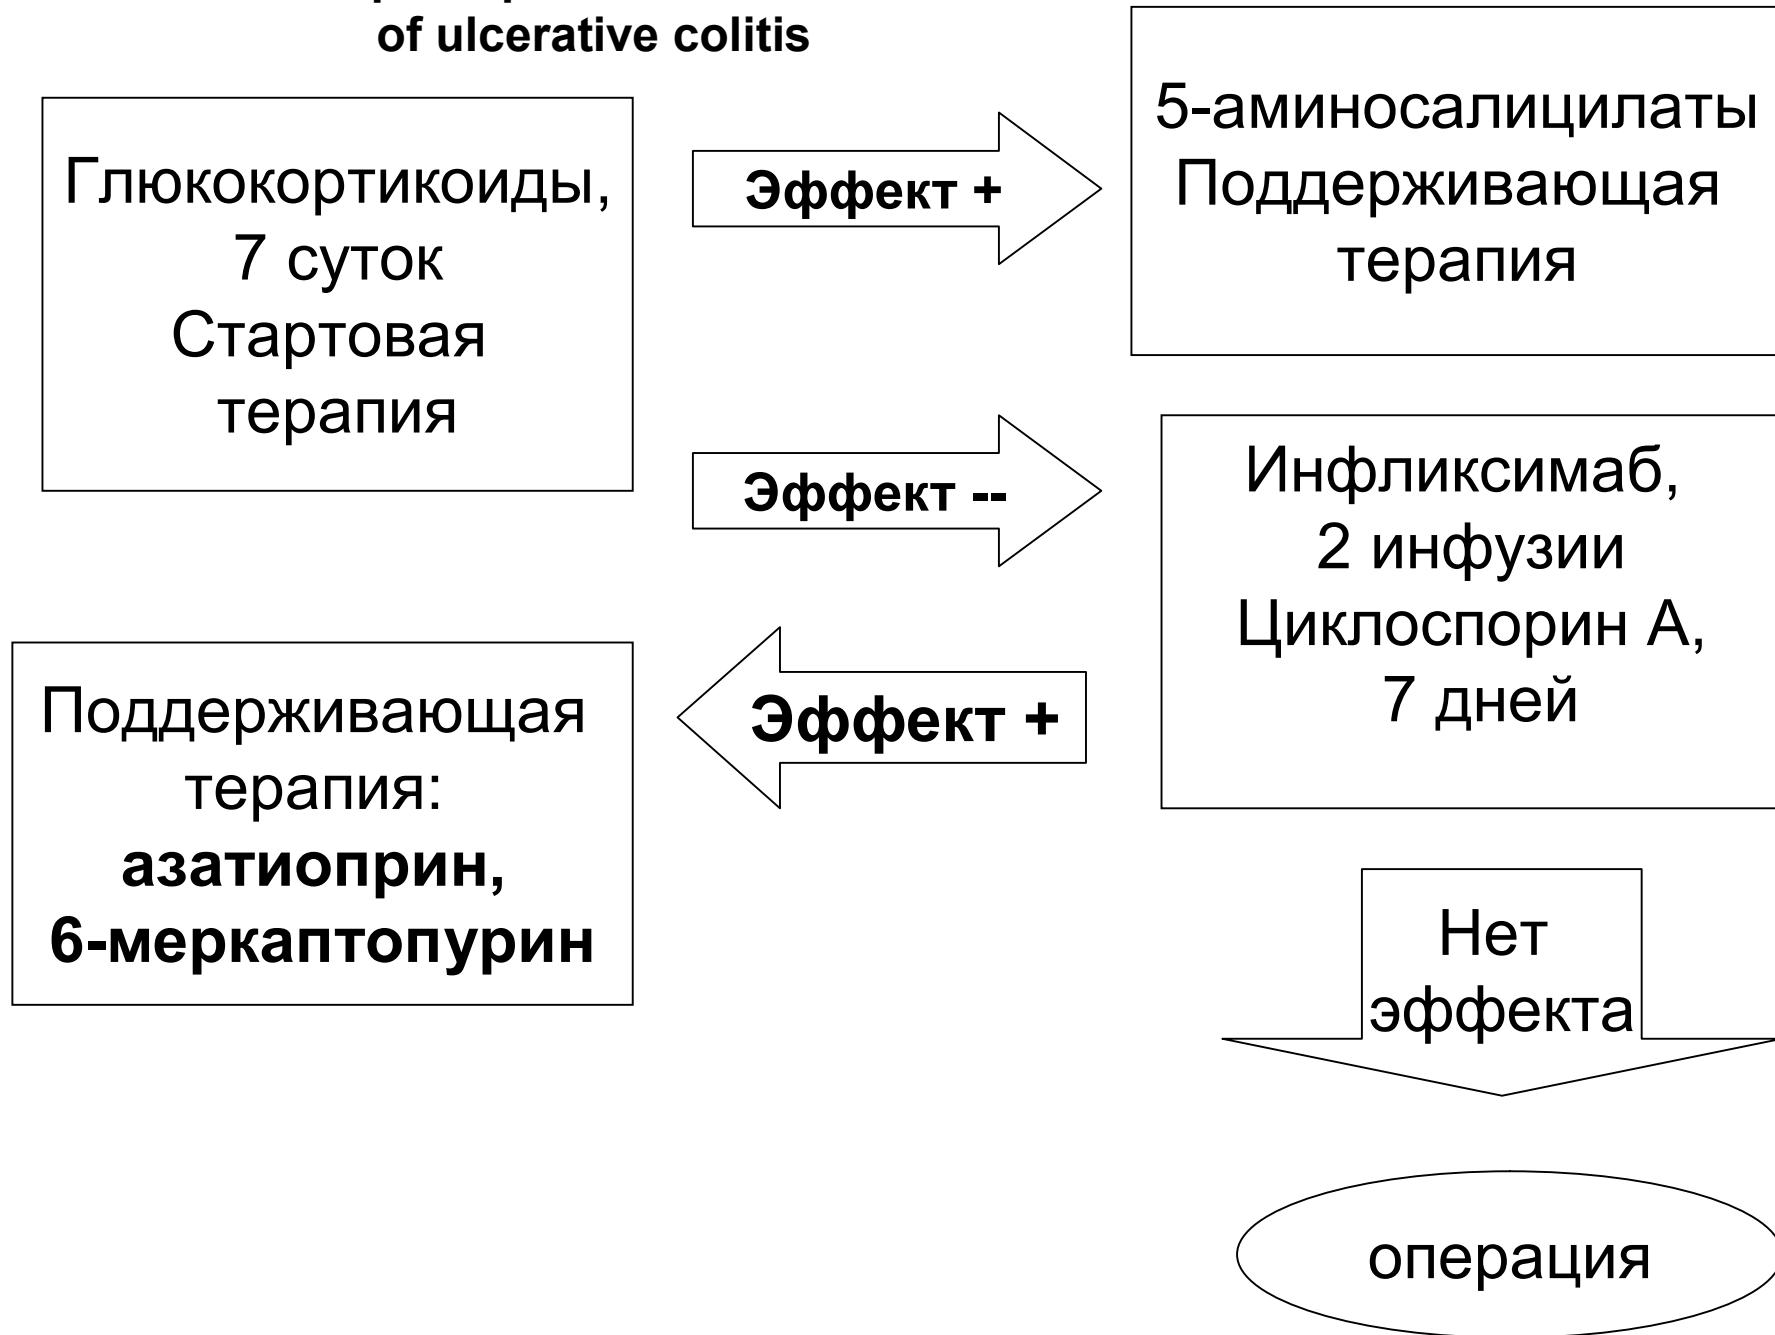 of ulcerative colitis
Глюкокортикоиды,
7 суток
Стартовая
терапия
Эффект +
5-аминосалицилаты
Поддерживающая
терапия
Эффект --
Инфликсимаб,
2 инфузии
Циклоспорин А,
7 дней
Эффект +
Поддерживающая
терапия:
азатиоприн,
6-меркаптопурин
Нет
эффекта
операция